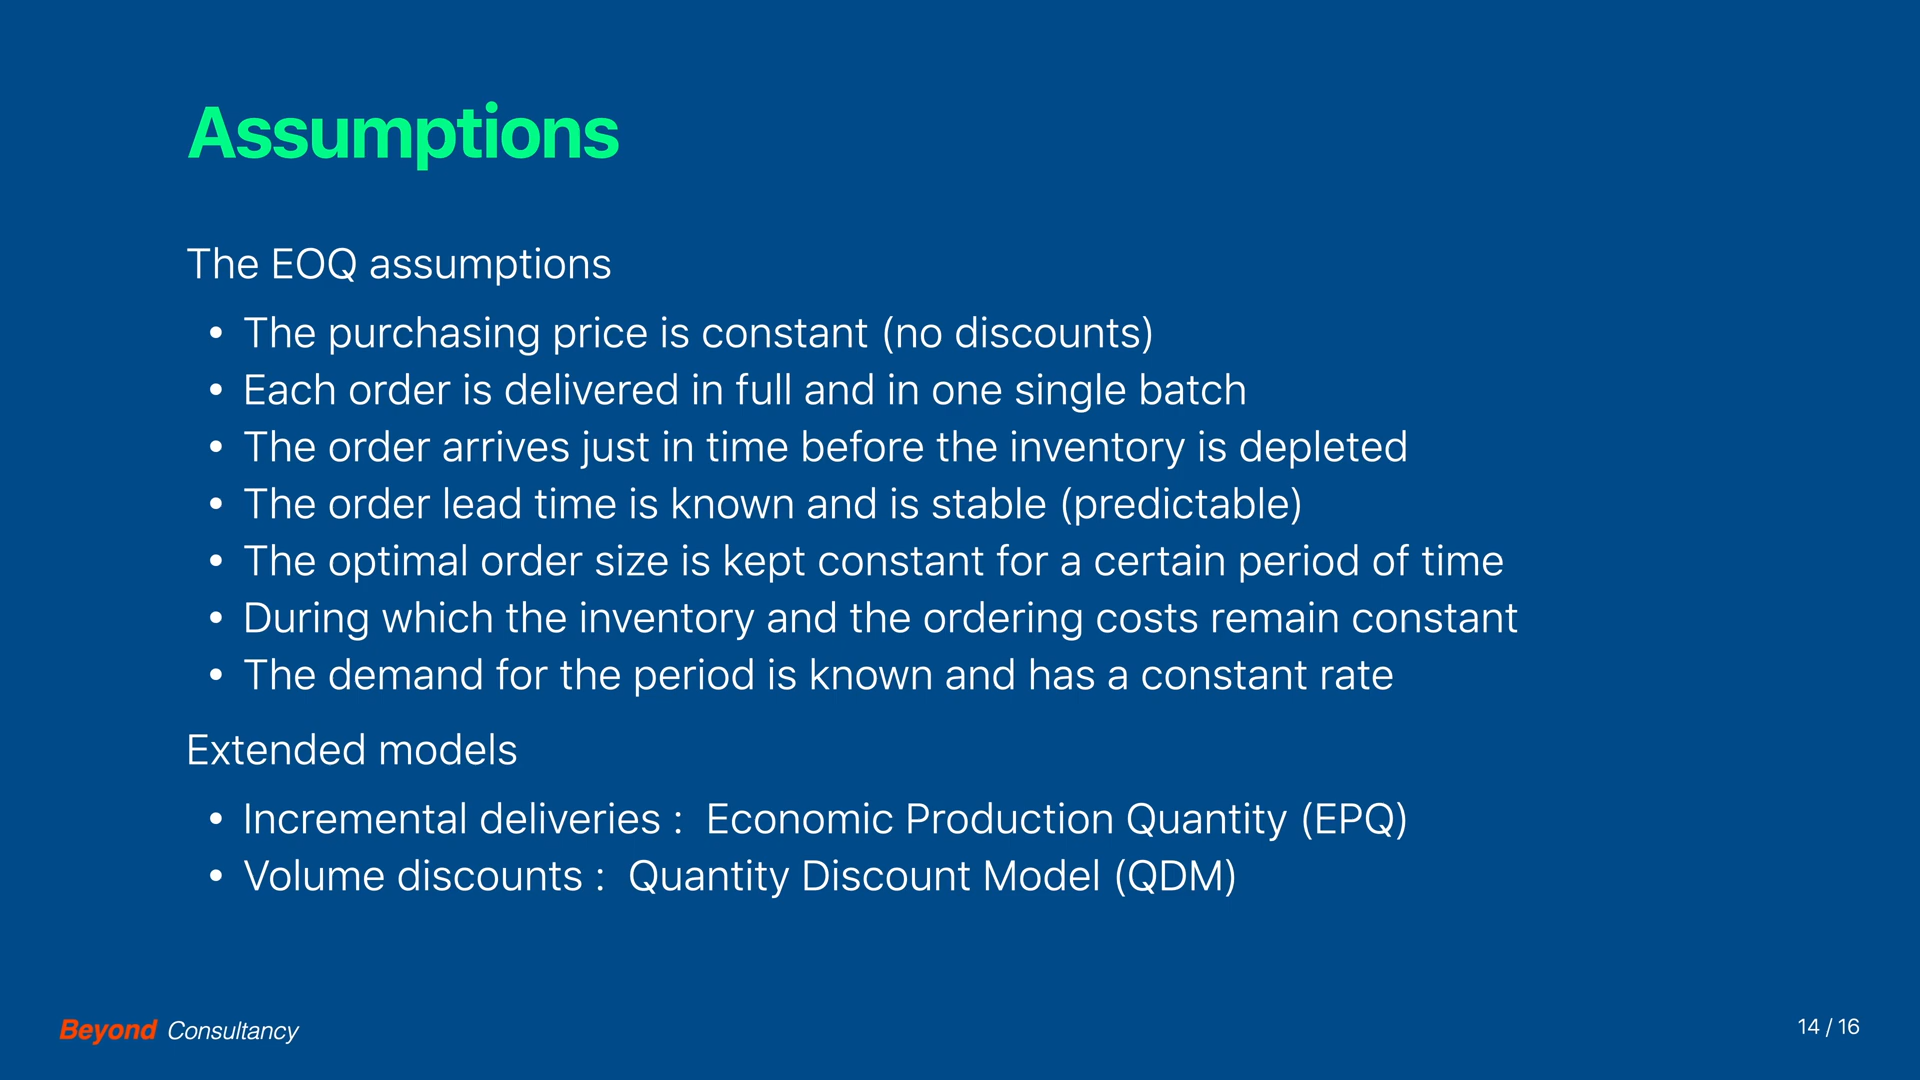 Assumptions
The EOQ assumptions
• The purchasing price is constant (no discounts)
• Each order is delivered in full and in one single batch
• The order arrives just in time before the inventory is depleted
• The order lead time is known and is stable (predictable)
• The optimal order size is kept constant for a certain period of time
• During which the inventory and the ordering costs remain constant
• The demand for the period is known and has a constant rate
Extended models
• Incremental deliveries :  Economic Production Quantity (EPQ)
• Volume discounts :  Quantity Discount Model (QDM)
Beyond Consultancy
14 / 16